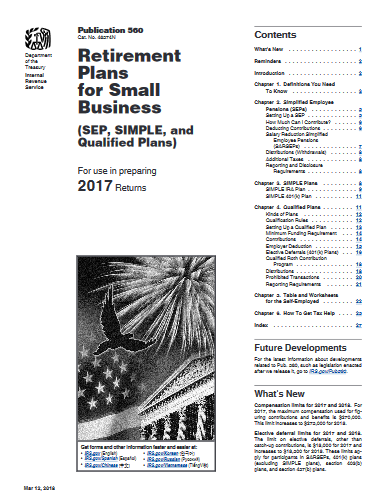 Publication 560
Cat. No. 46574N
Department
of the
Treasury
Internal
Revenue
Service
Retirement
Plans
for Small
Business
(SEP, SIMPLE, and
Qualified Plans)
For use in preparing
2017 Returns
Get forms and other information faster and easier at:
• IRS.gov (English)
• IRS.gov/Spanish (Español)
• IRS.gov/Chinese (中文)
• IRS.gov/Korean (한국어)
• IRS.gov/Russian (Pусский)
• IRS.gov/Vietnamese (TiếngViệt)
Mar 12, 2018
Contents
What's New . . . . . . . . . . . . . . . . . . 1
Reminders . . . . . . . . . . . . . . . . . . 2
Introduction . . . . . . . . . . . . . . . . . 2
Chapter 1. Definitions You Need
To Know . . . . . . . . . . . . . . . . . 3
Chapter 2. Simplified Employee
Pensions (SEPs) . . . . . . . . . . . .
Setting Up a SEP . . . . . . . . . . . .
How Much Can I Contribute? . . . . . . 6
Deducting Contributions . . . . . . . . 6
Salary Reduction Simplified
Employee Pensions
(SARSEPs) . . . . . . . . . . . . . 7
Distributions (Withdrawals) . . . . . . . 8
Additional Taxes . . . . . . . . . . . . 8
Reporting and Disclosure
Requirements . . . . . . . . . . . . 8
Chapter 3. SIMPLE Plans . . . . . . . . 8
SIMPLE IRA Plan . . . . . . . . . . . . 9
SIMPLE 401(k) Plan . . . . . . . . . . 11
Chapter 4. Qualified Plans . . . . . . . 11
Kinds of Plans . . . . . . . . . . . . . 12
Qualification Rules . . . . . . . . . . . 12
Setting Up a Qualified Plan . . . . . . 13
Minimum Funding Requirement . . . . 14
Contributions . . . . . . . . . . . . . . 14
Employer Deduction . . . . . . . . . . 15
Elective Deferrals (401(k) Plans) . . . 16
Qualified Roth Contribution
Program . . . . . . . . . . . . . . . 18
Distributions . . . . . . . . . . . . . . 18
Prohibited Transactions . . . . . . . . 20
Reporting Requirements . . . . . . . . 21
Chapter 5. Table and Worksheets
for the Self-Employed . . . . . . . . . 22
Chapter 6. How To Get Tax Help . . . . 25
Index . . . . . . . . . . . . . . . . . . . . 27
Future Developments
For the latest information about developments
related to Pub. 560, such as legislation enacted
after we release it, go to IRS.gov/Pub560.
What's New
Compensation limits for 2017 and 2018. For
2017, the maximum compensation used for fig-
uring contributions and benefits is $270,000.
This limit increases to $275,000 for 2018.
Elective deferral limits for 2017 and 2018.
The limit on elective deferrals, other than
catch-up contributions, is $18,000 for 2017 and
increases to $18,500 for 2018. These limits ap-
ply for participants in SARSEPs, 401(k) plans
(excluding SIMPLE plans), section 403(b)
plans, and section 457(b) plans.